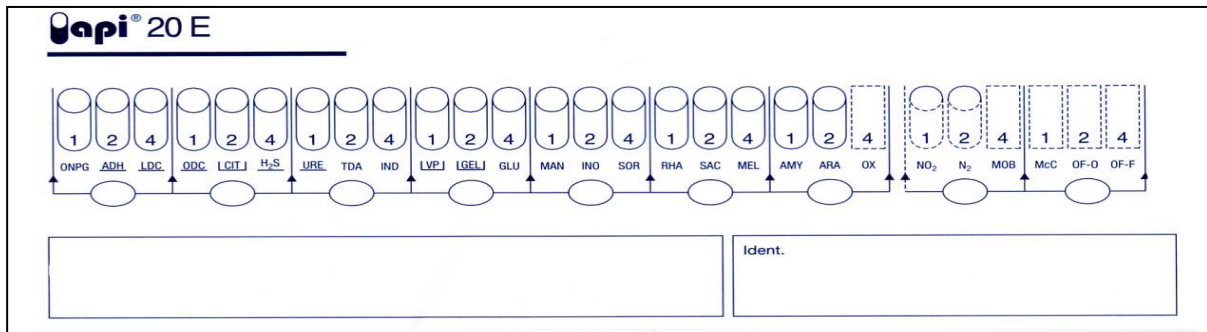 api® 20 E
1 2 4 1 2 4 1 2 4 1 2 4 1 2 4 1 2 4 1 2 4 1 2 4 1 2 4
ONPG ADH LDC ODC |CIT| H₂S URE TDA IND |VP| |GEL| GLU MAN INO SOR RHA SAC MEL AMY ARA OX NO₂ N₂ MOB McC OF-O OF-F
Ident.